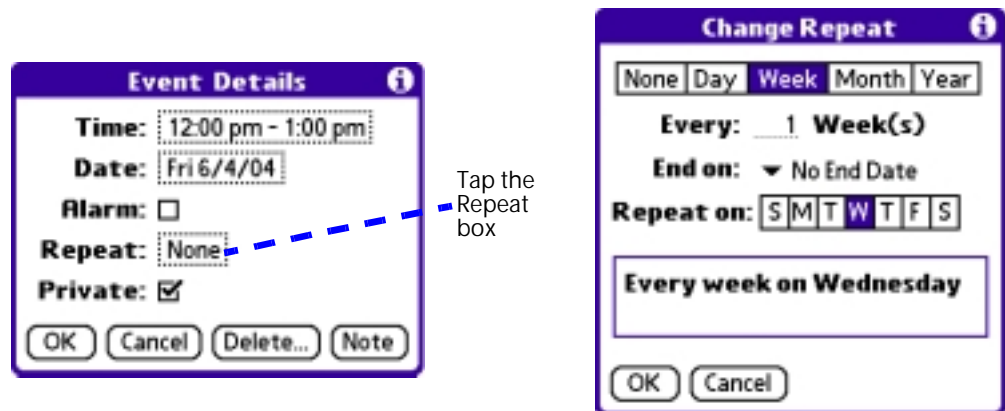 Event Details i
Time: 12:00 pm - 1:00 pm
Date: Fri 6/4/04
Alarm:
Repeat: None
Private:
OK Cancel Delete... Note
Tap the
Repeat
box
Change Repeat i
None Day Week Month Year
Every: 1 Week(s)
End on: No End Date
Repeat on: S M T W T F S
Every week on Wednesday
OK Cancel